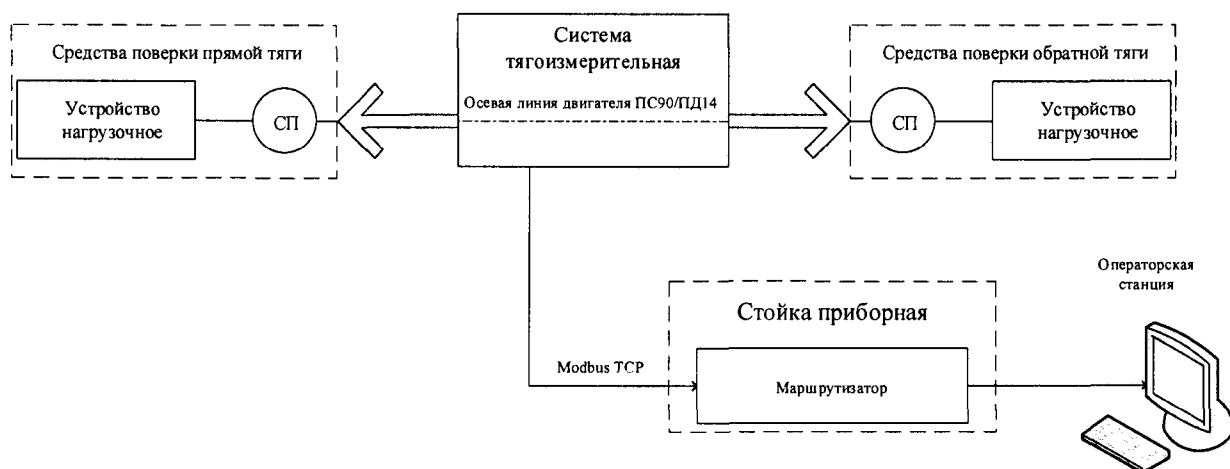 Средства поверки прямой тяги
Устройство
нагрузочное
СП
Система
тягоизмерительная
Осевая линия двигателя ПС90/ПД14
Средства поверки обратной тяги
СП
Устройство
нагрузочное
Операторская
станция
Стойка приборная
Modbus TCP
Маршрутизатор